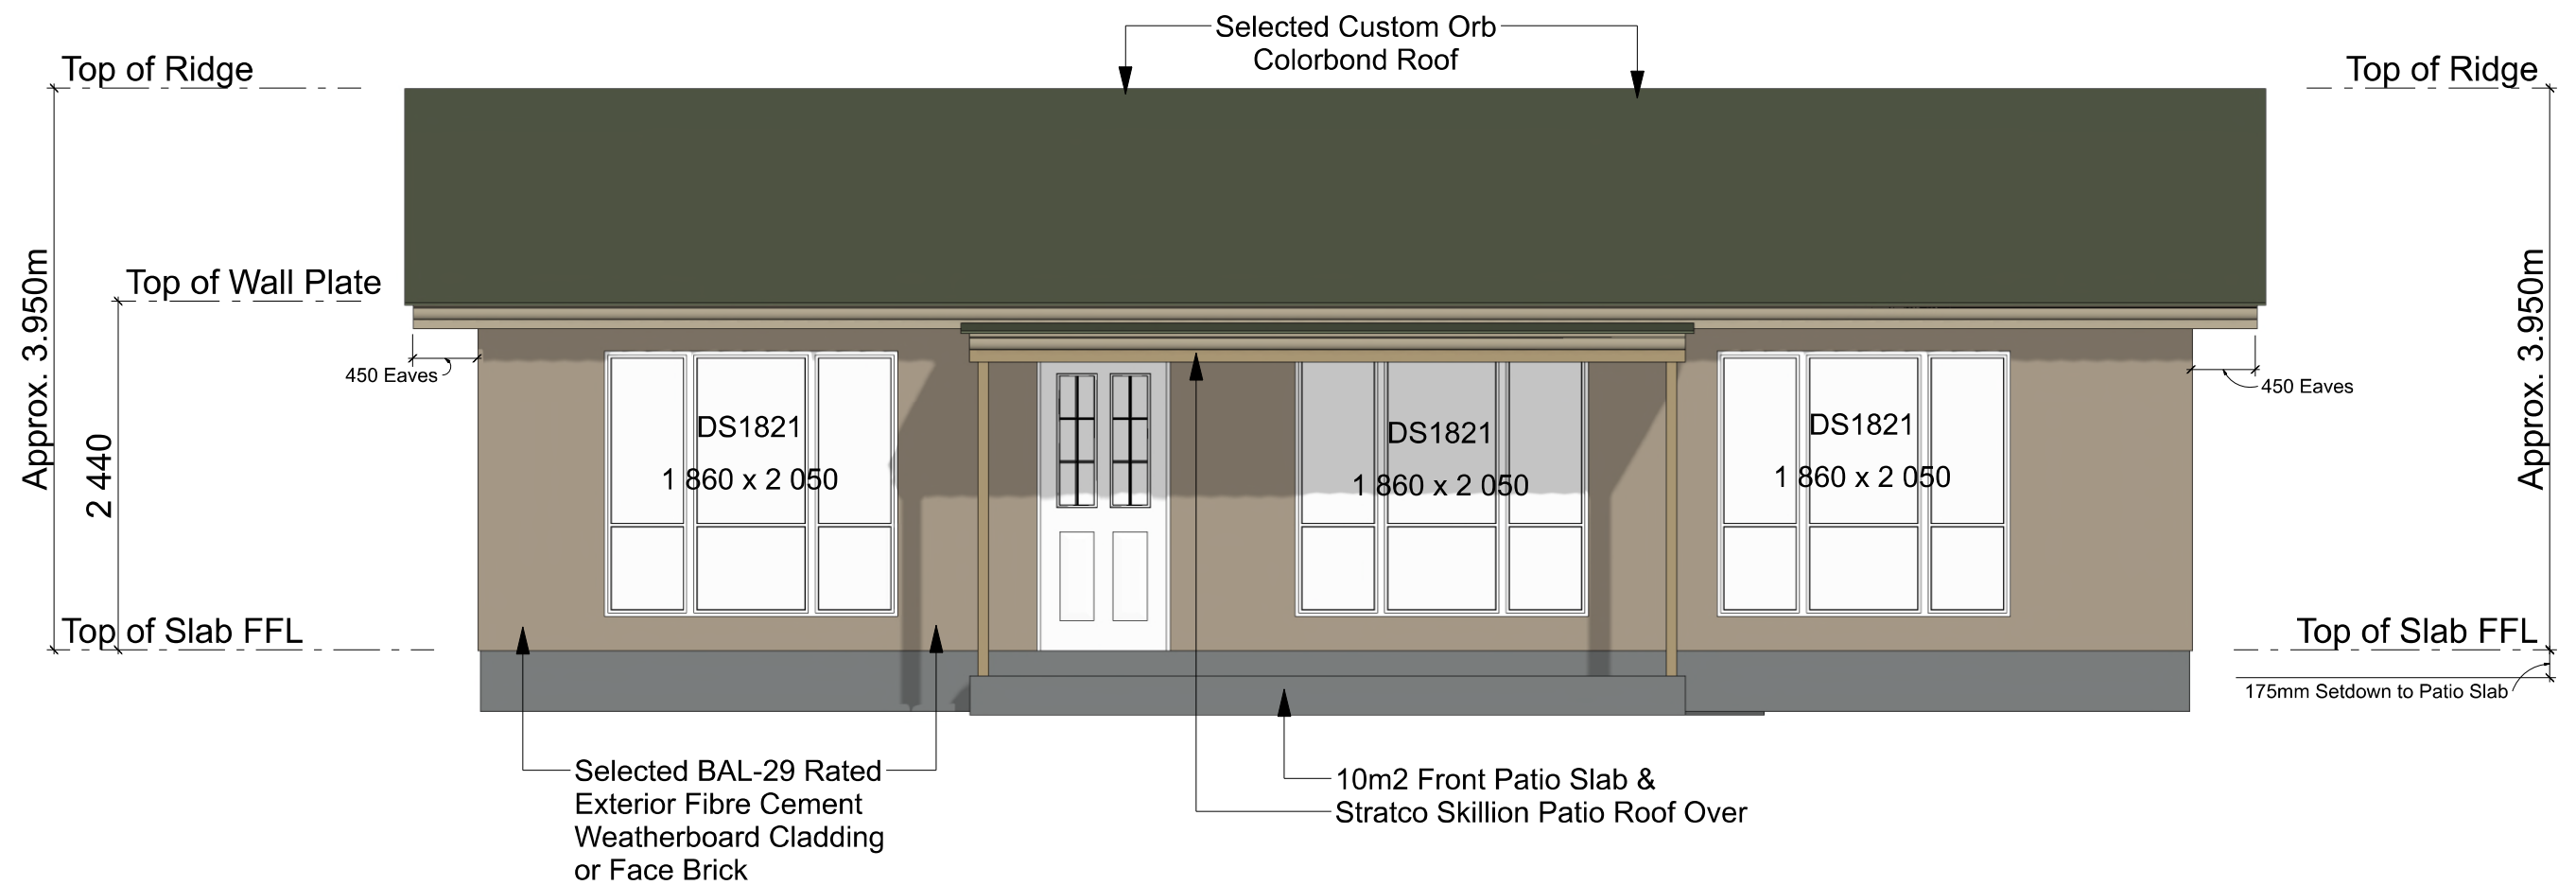 Selected Custom Orb
Colorbond Roof
Top of Ridge
Top of Ridge
Approx. 3.950m
Top of Wall Plate
2 440
450 Eaves
DS1821
1 860 x 2 050
DS1821
1 860 x 2 050
DS1821
1 860 x 2 050
450 Eaves
Approx. 3.950m
Top of Slab FFL
Top of Slab FFL
175mm Setdown to Patio Slab
Selected BAL-29 Rated
Exterior Fibre Cement
Weatherboard Cladding
or Face Brick
10m2 Front Patio Slab &
Stratco Skillion Patio Roof Over